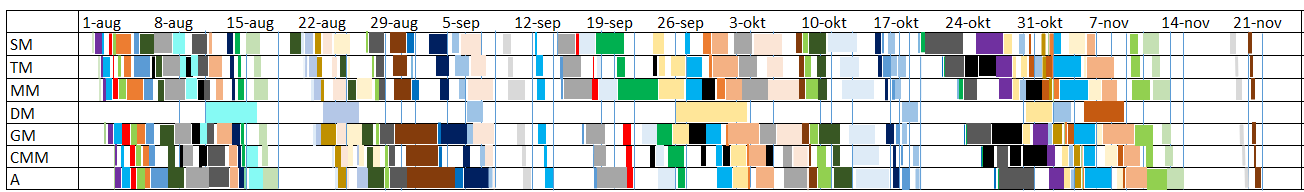 1-aug 8-aug 15-aug 22-aug 29-aug 5-sep 12-sep 19-sep 26-sep 3-okt 10-okt 17-okt 24-okt 31-okt 7-nov 14-nov 21-nov
SM
TM
MM
DM
GM
CMM
A